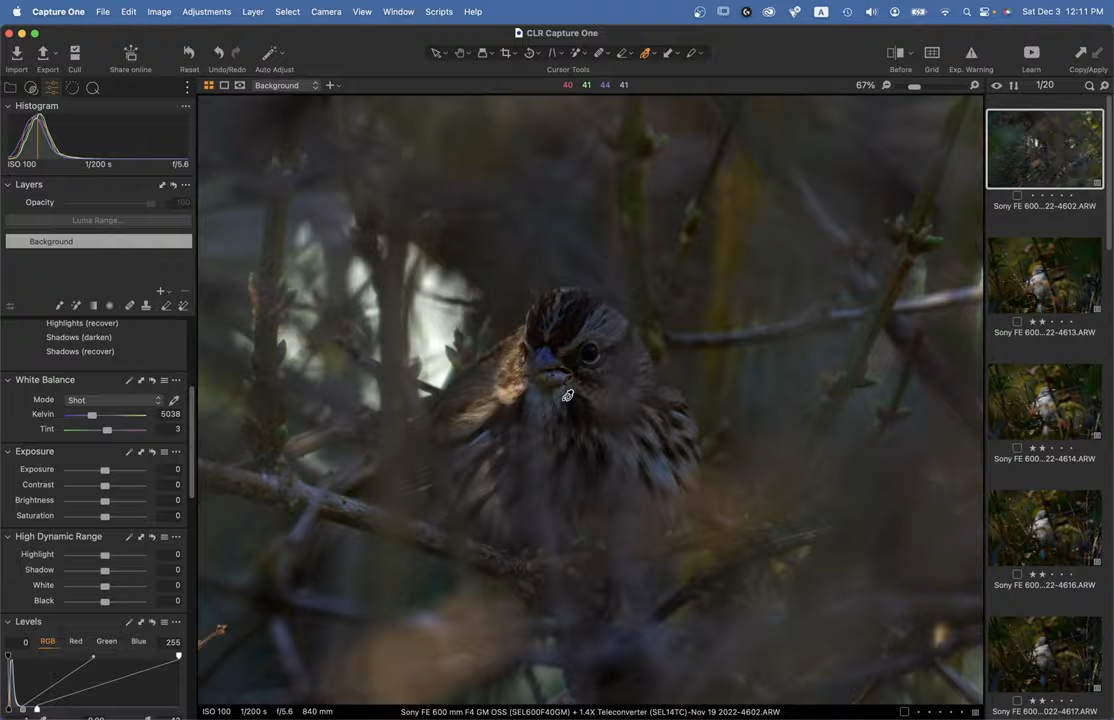 Capture One File Edit Image Adjustments Layer Select Camera View Window Scripts Help A Sat Dec 3 12:11 PM
CLR Capture One
Import Export Cull Share online Reset Undo/Redo Auto Adjust Cursor Tools Before Grid Exp. Warning Learn Copy/Apply
Background 40 41 44 41 67% 1/20
Histogram
ISO 100 1/200 s f/5.6
Layers
Opacity 100
Luma Range...
Background
Highlights (recover)
Shadows (darken)
Shadows (recover)
White Balance
Mode Shot
Kelvin 5038
Tint 3
Exposure
Exposure 0
Contrast 0
Brightness 0
Saturation 0
High Dynamic Range
Highlight 0
Shadow 0
White 0
Black 0
Levels
0 RGB Red Green Blue 255
Sony FE 600...22-4602.ARW
Sony FE 600...22-4613.ARW
Sony FE 600...22-4614.ARW
Sony FE 600...22-4616.ARW
Sony FE 600...22-4617.ARW
ISO 100 1/200 s f/5.6 840 mm Sony FE 600 mm F4 GM OSS (SEL600F40GM) + 1.4X Teleconverter (SEL14TC)-Nov 19 2022-4602.ARW